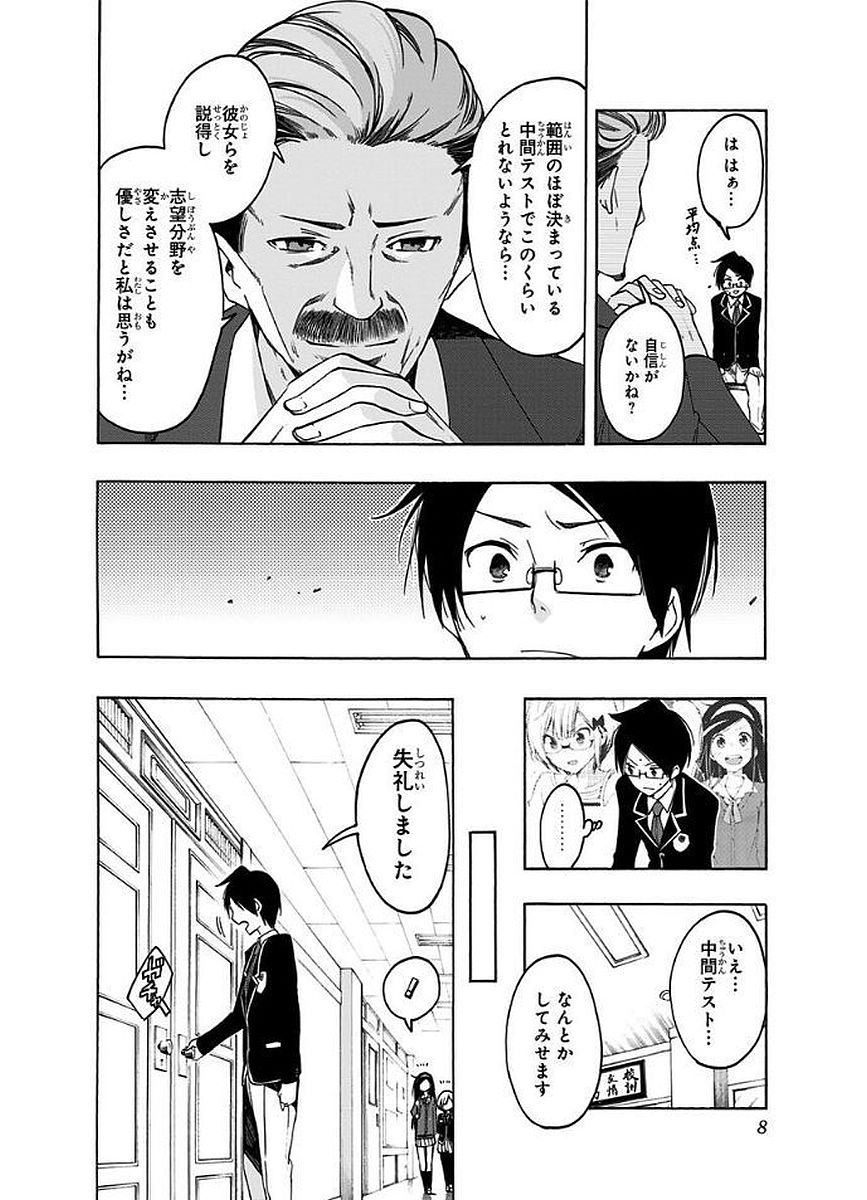 ははぁ…
平均点…
自信が
ないかね?
範囲のほぼ決まっている
中間テストでこのくらい
とれないようなら…
彼女らを
説得し
志望分野を
変えさせることも
優しさだと私は思うがね…
………
いえ…
中間テスト…
なんとか
してみせます
校訓
失礼しました
ガチャ
!
8